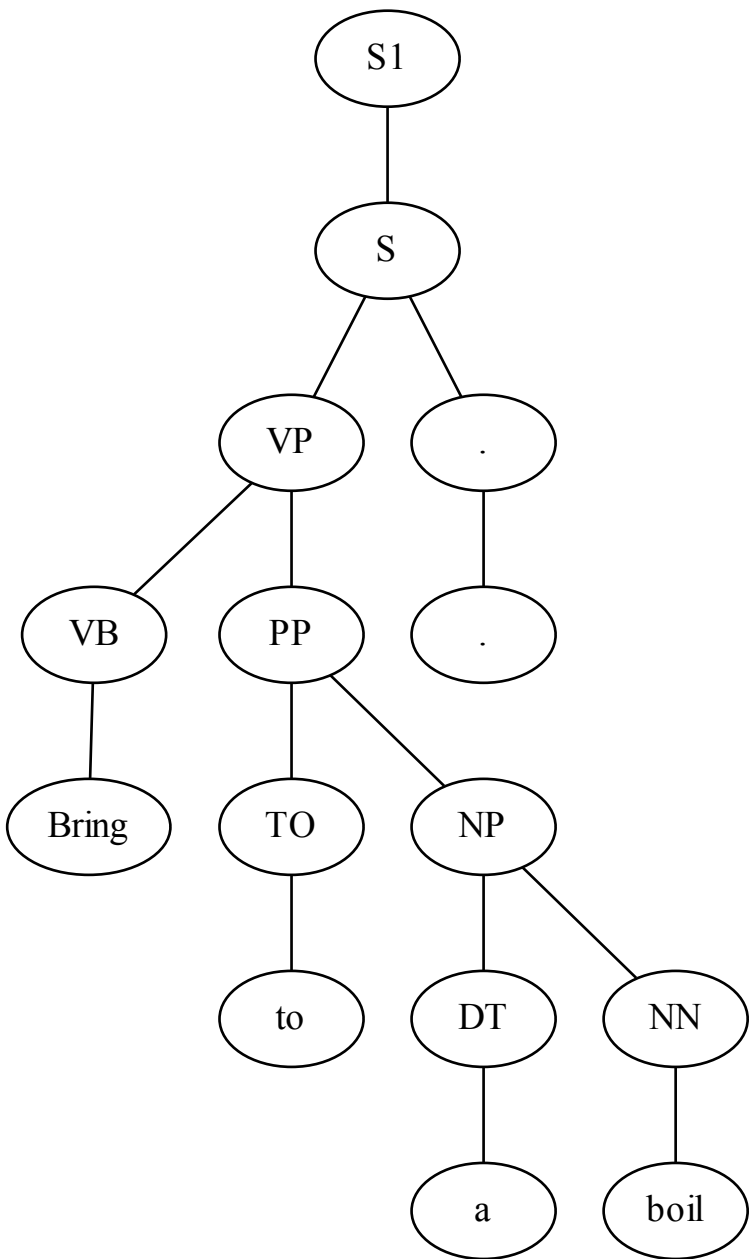 S1
S
VP .
VB PP .
Bring TO NP
to DT NN
a boil